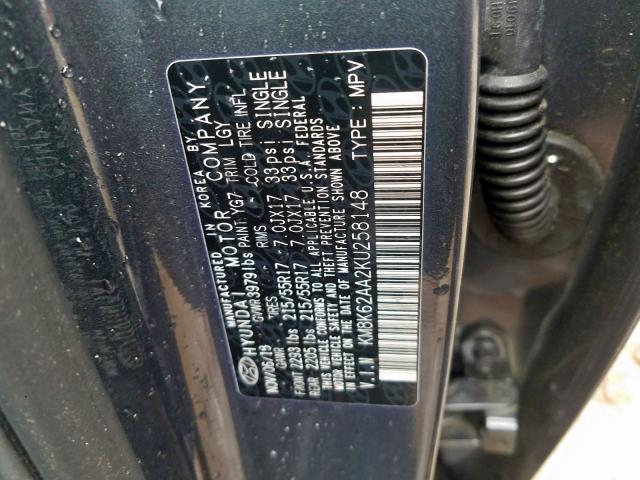 MANUFACTURED IN KOREA BY
HYUNDAI MOTOR COMPANY
NOV/06/18 GVWR 3979lbs PAINT YG7 TRIM LGY
GAWR TIRES RIMS COLD TIRE INFL.
FRONT 2293 lbs 215/55R17 7.0JX17 33psi SINGLE
REAR 2205 lbs 215/55R17 7.0JX17 33psi SINGLE
THIS VEHICLE CONFORMS TO ALL APPLICABLE U.S.A. FEDERAL
MOTOR VEHICLE SAFETY AND THEFT PREVENTION STANDARDS
IN EFFECT ON THE DATE OF MANUFACTURE SHOWN ABOVE
V.I.N : KM8K62AA2KU258148 TYPE : MPV